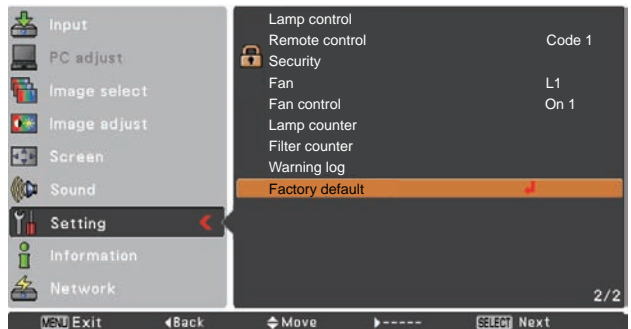 Input
PC adjust
Image select
Image adjust
Screen
Sound
Setting
Information
Network
Lamp control
Remote control Code 1
Security
Fan L1
Fan control On 1
Lamp counter
Filter counter
Warning log
Factory default
2/2
MENU Exit Back Move ----- SELECT Next